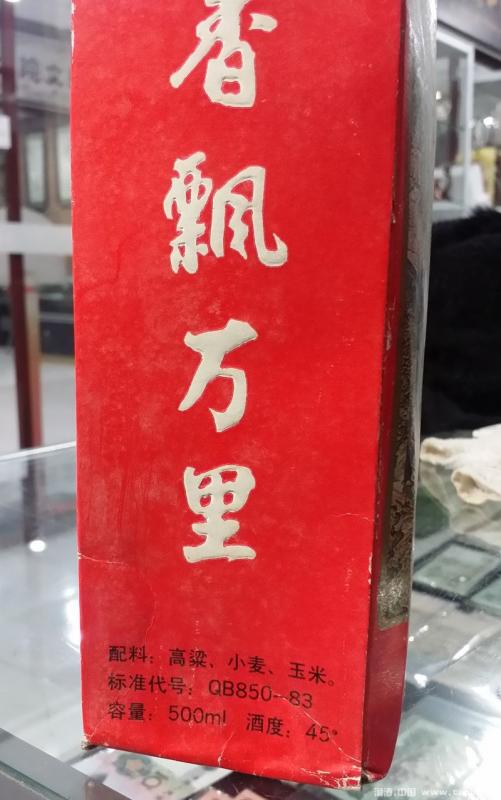 香飘万里
配料：高粱、小麦、玉米。
标准代号：QB850-83
容量：500ml 酒度：45°